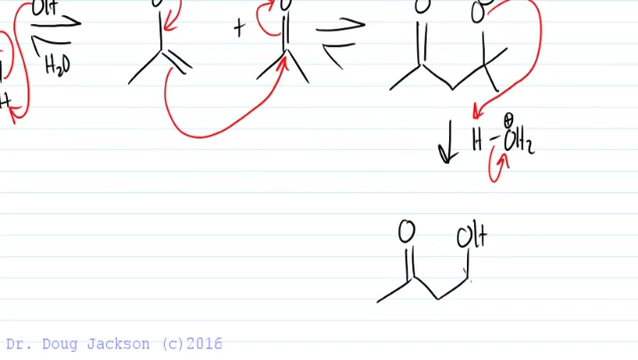 OH
O
+
O
O
O
H₂O
H
H - OH₂
⊕
O
OH
Dr. Doug Jackson (c)2016